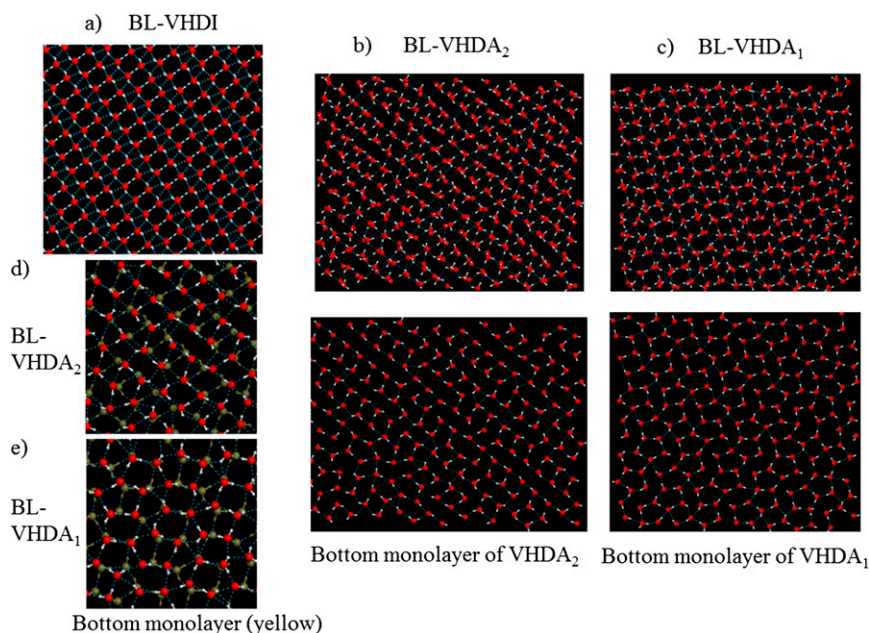 a) BL-VHDI
b) BL-VHDA₂
c) BL-VHDA₁
d)
BL-
VHDA₂
e)
BL-
VHDA₁
Bottom monolayer of VHDA₂
Bottom monolayer of VHDA₁
Bottom monolayer (yellow)